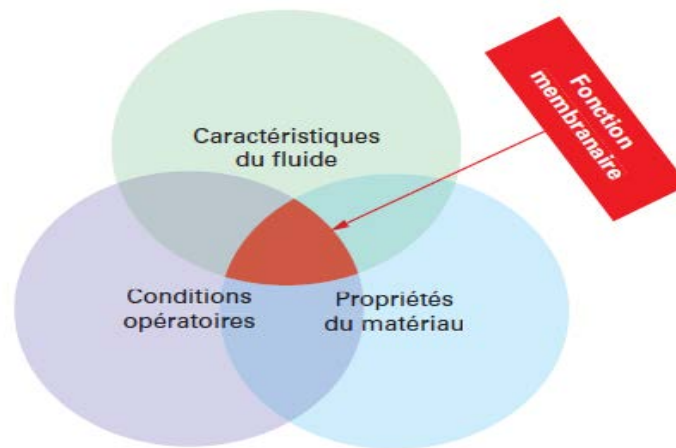 Caractéristiques
du fluide
Fonction
membranaire
Conditions
opératoires
Propriétés
du matériau